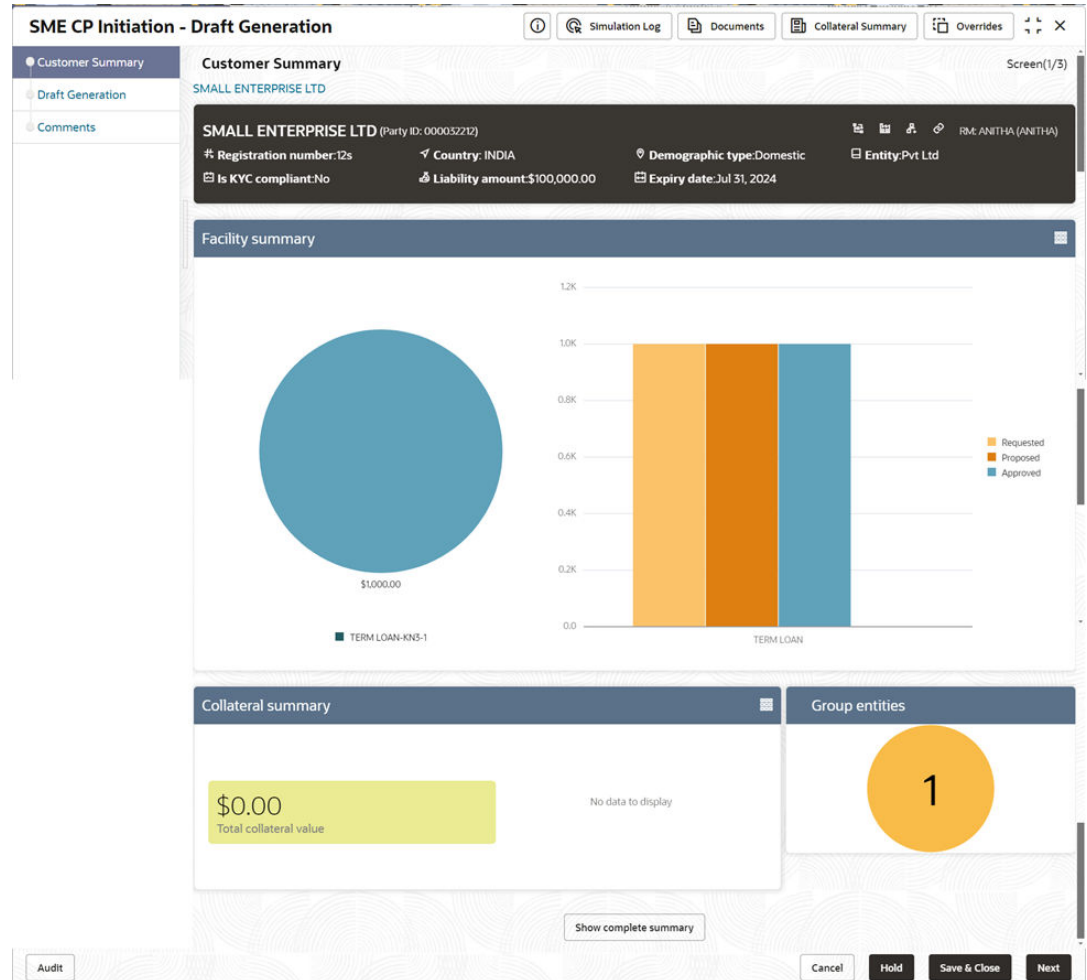 SME CP Initiation - Draft Generation
Simulation Log
Documents
Collateral Summary
Overrides
Customer Summary
Draft Generation
Comments
Customer Summary
Screen(1/3)
SMALL ENTERPRISE LTD
SMALL ENTERPRISE LTD (Party ID: 000032212)
RM: ANITHA (ANITHA)
Registration number:12s
Country: INDIA
Demographic type:Domestic
Entity:Pvt Ltd
Is KYC compliant:No
Liability amount:$100,000.00
Expiry date:Jul 31, 2024
Facility summary
$1,000.00
TERM LOAN-KN3-1
1.2K
1.0K
0.8K
0.6K
0.4K
0.2K
0.0
TERM LOAN
Requested
Proposed
Approved
Collateral summary
$0.00
Total collateral value
No data to display
Group entities
1
Show complete summary
Audit
Cancel
Hold
Save & Close
Next